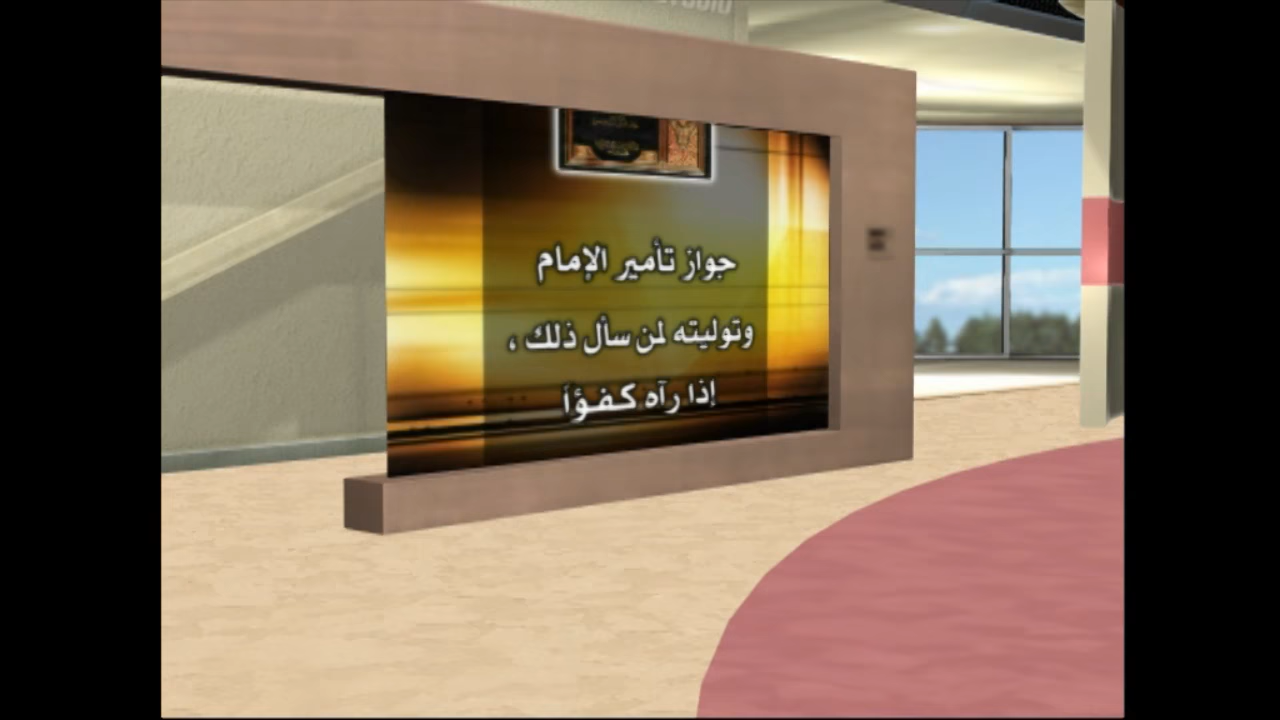 جواز تأمير الإمام
وتوليته لمن سأل ذلك ،
إذا رآه كفؤاً